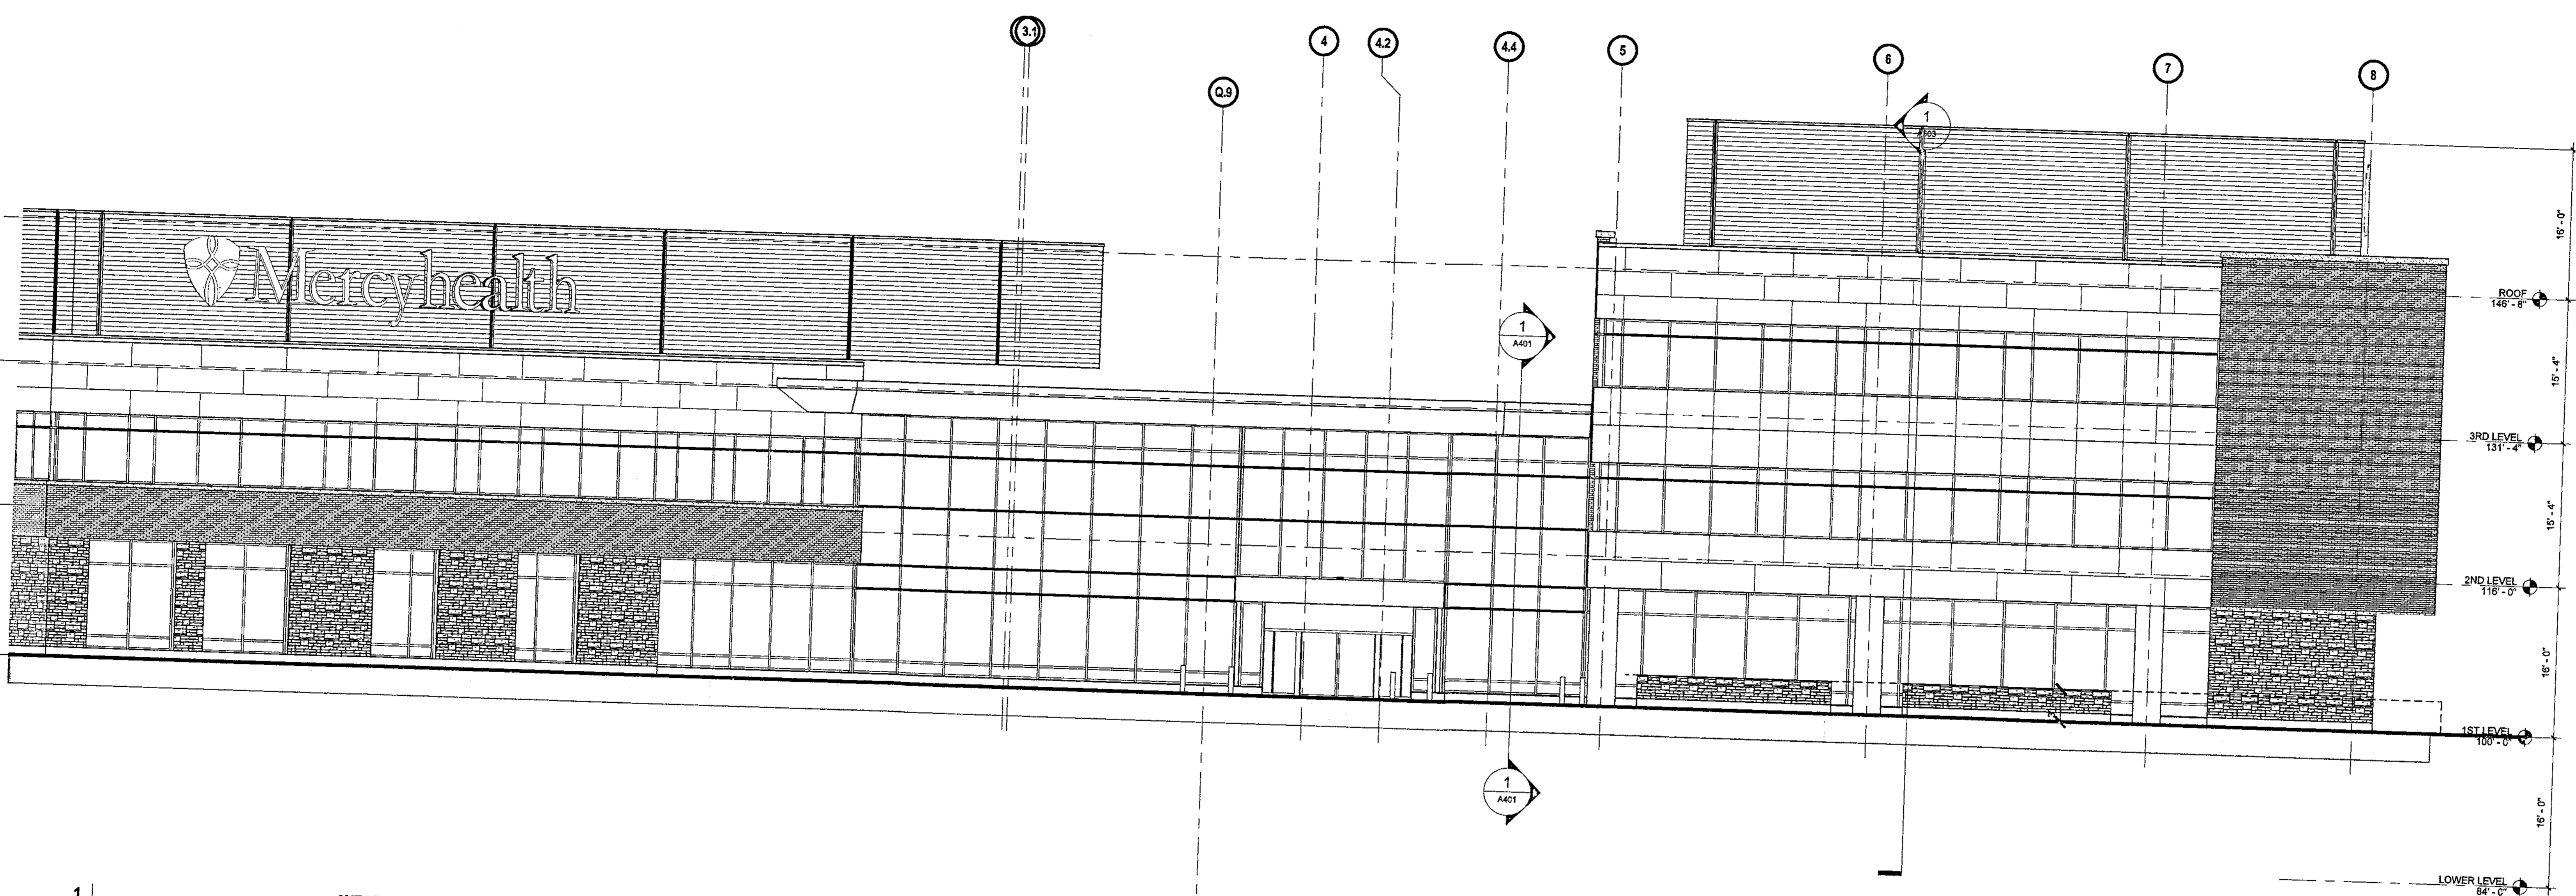 3.1
4
4.2
4.4
5
6
7
8
Q.9
1
Mercyhealth
16' - 0"
ROOF
146' - 8"
1
A401
15' - 4"
3RD LEVEL
131' - 4"
15' - 4"
2ND LEVEL
116' - 0"
16' - 0"
1ST LEVEL
100' - 0"
1
A401
16' - 0"
LOWER LEVEL
84' - 0"
1